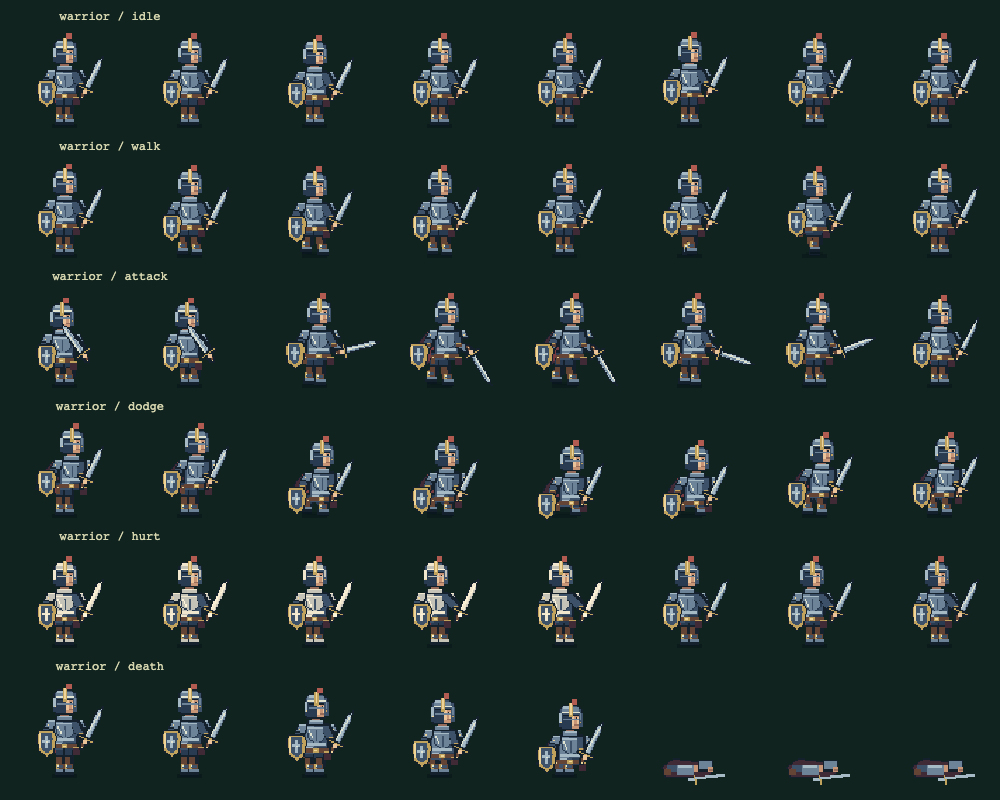 warrior / idle
warrior / walk
warrior / attack
warrior / dodge
warrior / hurt
warrior / death